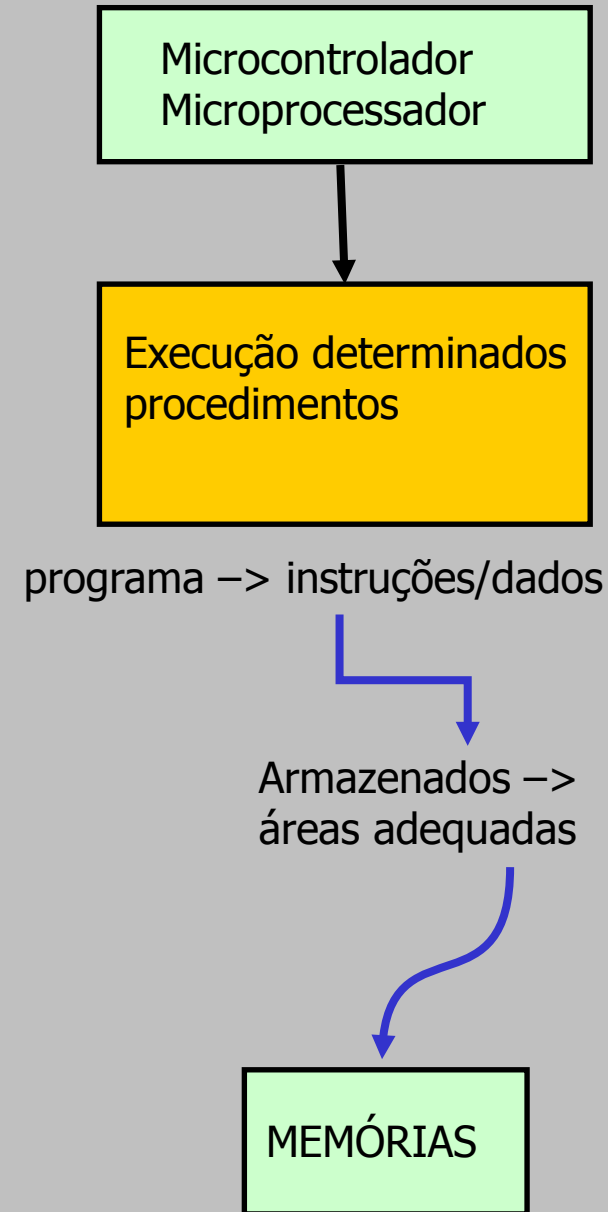 Microcontrolador
Microprocessador
Execução determinados
procedimentos
programa –> instruções/dados
Armazenados –>
áreas adequadas
MEMÓRIAS